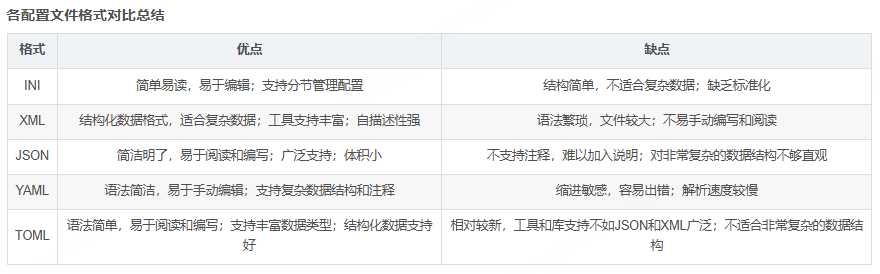 各配置文件格式对比总结
格式 优点 缺点
INI 简单易读，易于编辑；支持分节管理配置 结构简单，不适合复杂数据；缺乏标准化
XML 结构化数据格式，适合复杂数据；工具支持丰富；自描述性强 语法繁琐，文件较大；不易手动编写和阅读
JSON 简洁明了，易于阅读和编写；广泛支持；体积小 不支持注释，难以加入说明；对非常复杂的数据结构不够直观
YAML 语法简洁，易于手动编辑；支持复杂数据结构和注释 缩进敏感，容易出错；解析速度较慢
TOML 语法简单，易于阅读和编写；支持丰富数据类型；结构化数据支持
好
相对较新，工具和库支持不如JSON和XML广泛；不适合非常复杂的数据结
构